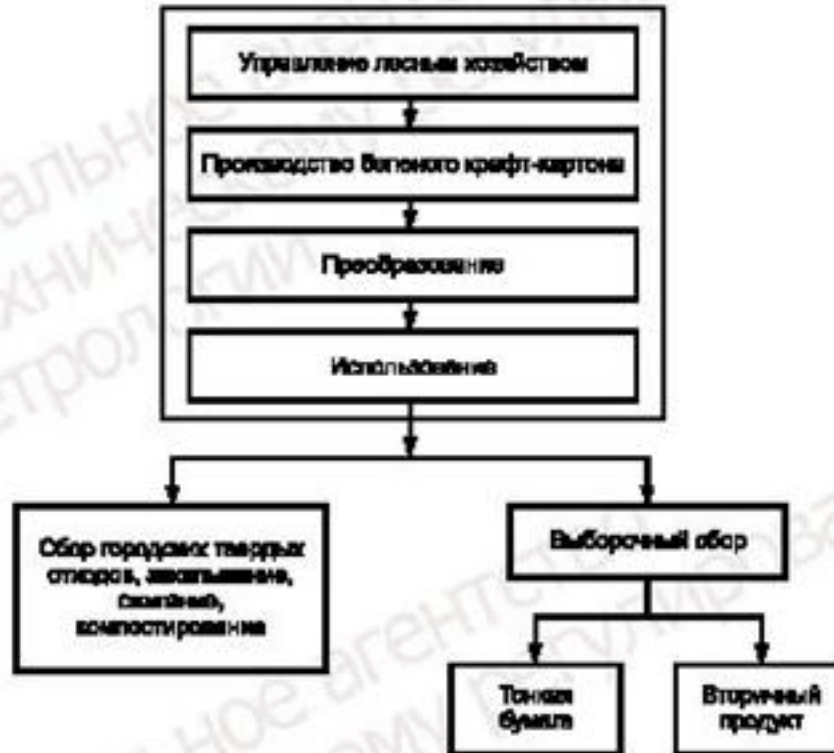 Управление лесным хозяйством
Производство беленого крафт-картона
Преобразование
Использование
Сбор городских твердых
отходов, закапывание,
сжигание,
компостирование
Выборочный сбор
Тонкая
бумага
Вторичный
продукт